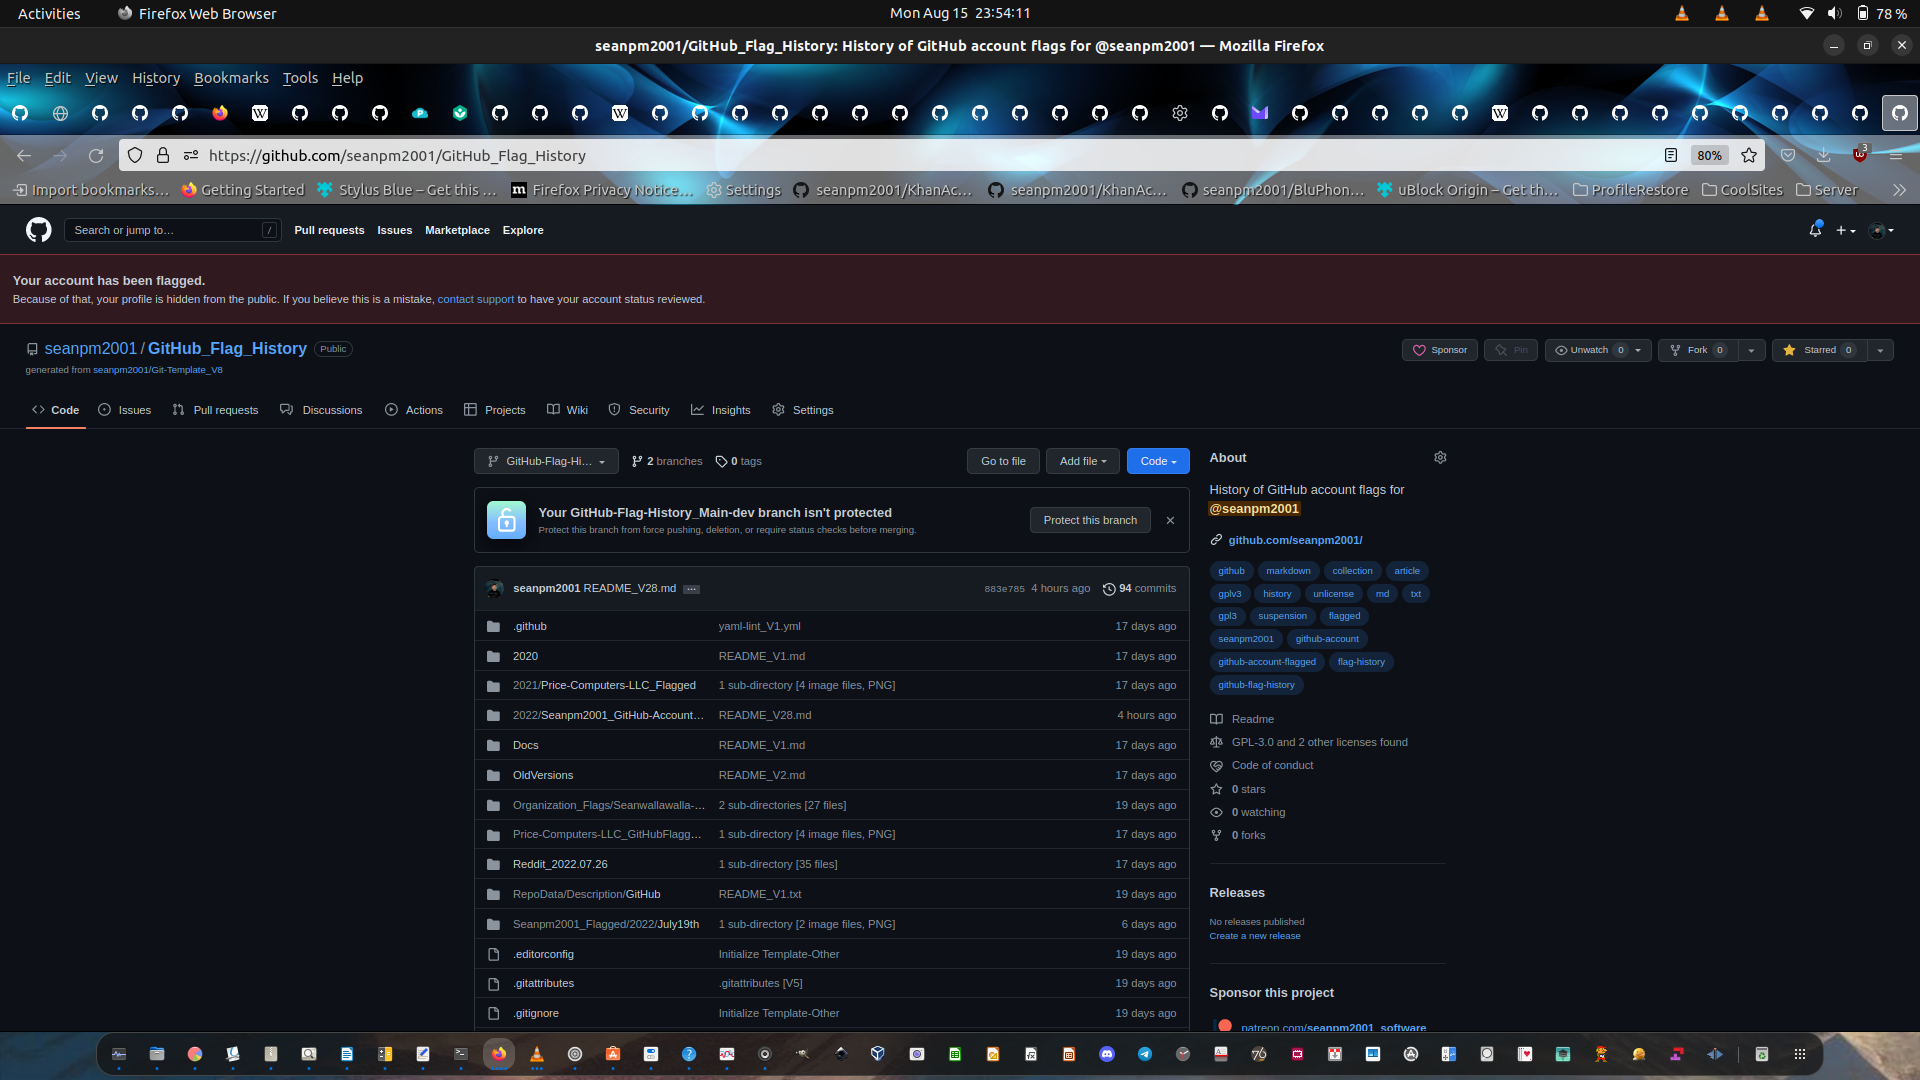 Activities
Firefox Web Browser
Mon Aug 15 23:54:11
78 %
seanpm2001/GitHub_Flag_History: History of GitHub account flags for @seanpm2001 — Mozilla Firefox
File Edit View History Bookmarks Tools Help
https://github.com/seanpm2001/GitHub_Flag_History
80%
3
Import bookmarks…
Getting Started
Stylus Blue – Get this …
Firefox Privacy Notice…
Settings
seanpm2001/KhanAc…
seanpm2001/KhanAc…
seanpm2001/BluPhon…
uBlock Origin – Get th…
ProfileRestore
CoolSites
Server
Search or jump to…
/
Pull requests
Issues
Marketplace
Explore
Your account has been flagged.
Because of that, your profile is hidden from the public. If you believe this is a mistake, contact support to have your account status reviewed.
seanpm2001 / GitHub_Flag_History
Public
generated from seanpm2001/Git-Template_V8
Sponsor
Pin
Unwatch 0
Fork 0
Starred 0
Code
Issues
Pull requests
Discussions
Actions
Projects
Wiki
Security
Insights
Settings
GitHub-Flag-Hi…
2 branches
0 tags
Go to file
Add file
Code
Your GitHub-Flag-History_Main-dev branch isn't protected
Protect this branch from force pushing, deletion, or require status checks before merging.
Protect this branch
seanpm2001 README_V28.md …
883e785 4 hours ago
94 commits
.github yaml-lint_V1.yml 17 days ago
2020 README_V1.md 17 days ago
2021/Price-Computers-LLC_Flagged 1 sub-directory [4 image files, PNG] 17 days ago
2022/Seanpm2001_GitHub-Account… README_V28.md 4 hours ago
Docs README_V1.md 17 days ago
OldVersions README_V2.md 17 days ago
Organization_Flags/Seanwallawalla-… 2 sub-directories [27 files] 19 days ago
Price-Computers-LLC_GitHubFlagg… 1 sub-directory [4 image files, PNG] 17 days ago
Reddit_2022.07.26 1 sub-directory [35 files] 17 days ago
RepoData/Description/GitHub README_V1.txt 19 days ago
Seanpm2001_Flagged/2022/July19th 1 sub-directory [2 image files, PNG] 6 days ago
.editorconfig Initialize Template-Other 19 days ago
.gitattributes .gitattributes [V5] 19 days ago
.gitignore Initialize Template-Other 19 days ago
About
History of GitHub account flags for
@seanpm2001
github.com/seanpm2001/
github markdown collection article
gplv3 history unlicense md txt
gpl3 suspension flagged
seanpm2001 github-account
github-account-flagged flag-history
github-flag-history
Readme
GPL-3.0 and 2 other licenses found
Code of conduct
0 stars
0 watching
0 forks
Releases
No releases published
Create a new release
Sponsor this project
patreon.com/seanpm2001_software